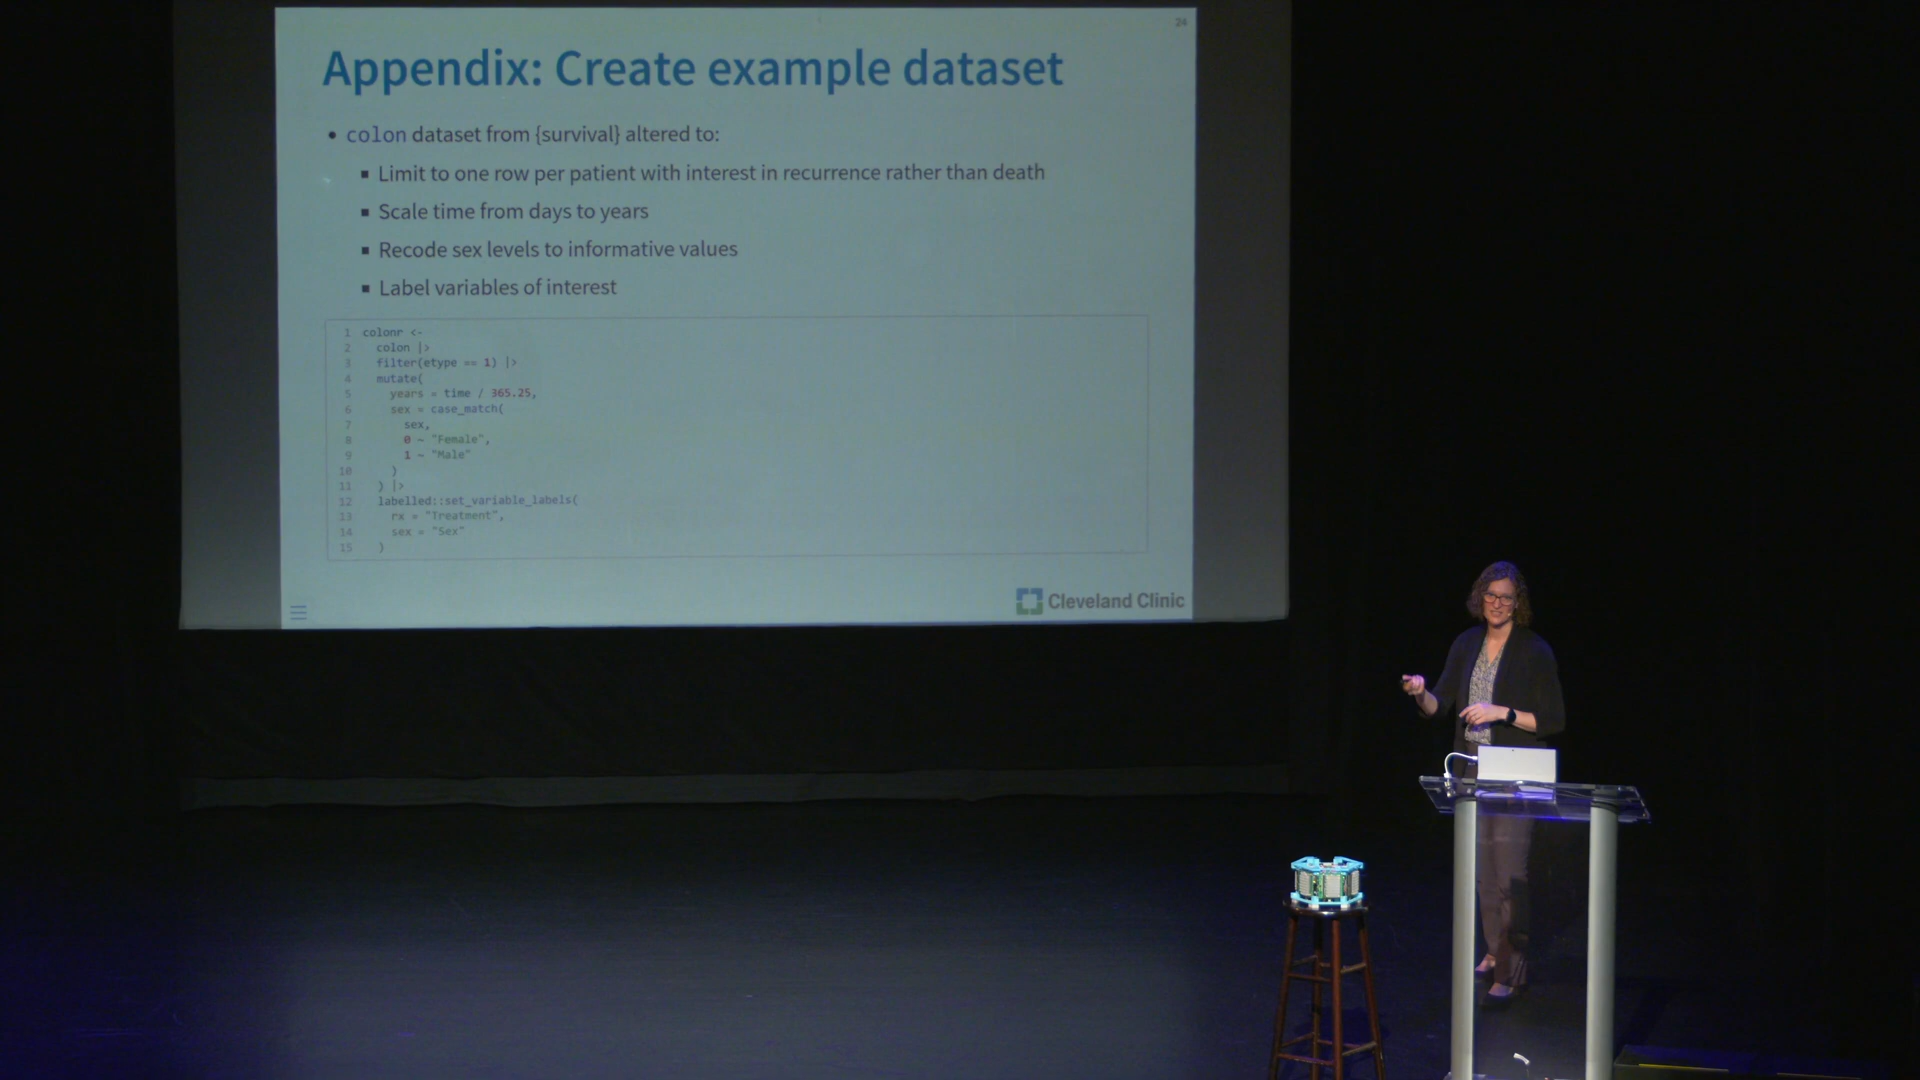 24
Appendix: Create example dataset
• colon dataset from {survival} altered to:
▪ Limit to one row per patient with interest in recurrence rather than death
▪ Scale time from days to years
▪ Recode sex levels to informative values
▪ Label variables of interest
1 colonr <-
2 colon |>
3 filter(etype == 1) |>
4 mutate(
5 years = time / 365.25,
6 sex = case_match(
7 sex,
8 0 ~ "Female",
9 1 ~ "Male"
10 )
11 ) |>
12 labelled::set_variable_labels(
13 rx = "Treatment",
14 sex = "Sex"
15 )
Cleveland Clinic